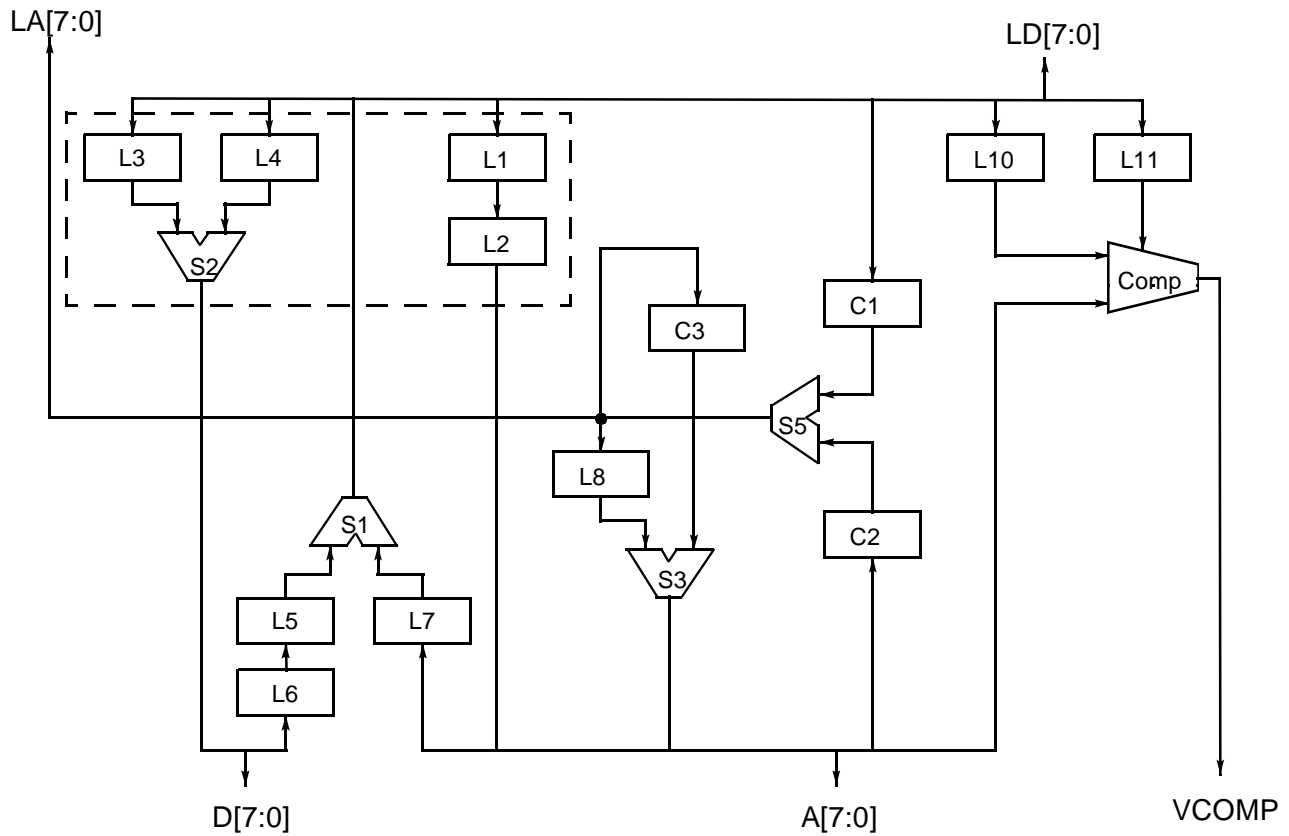 LA[7:0]
LD[7:0]
L3
L4
L1
L10
L11
L2
S2
Comp
C1
C3
S5
L8
S1
C2
S3
L5
L7
L6
D[7:0]
A[7:0]
VCOMP